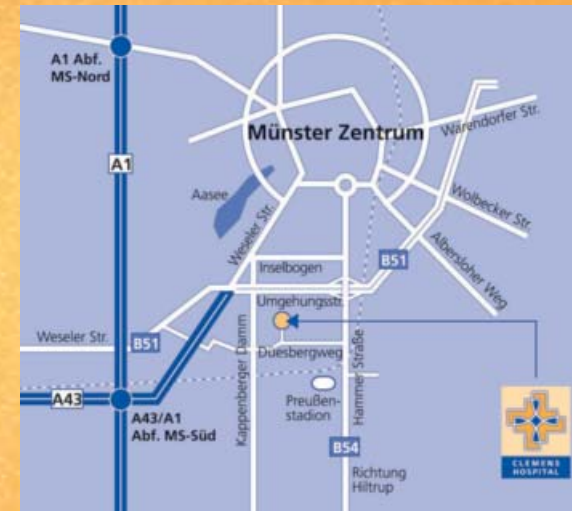 A1 Abf.
MS-Nord
Münster Zentrum
Warendorfer Str.
A1
Aasee
Weseler Str.
Wolbecker Str.
Albersloher Weg
B51
Inselbogen
Umgehungsstr.
Weseler Str.
B51
Kappenberger Damm
Duesbergweg
Hammer Straße
A43
Preußen-
stadion
A43/A1
Abf. MS-Süd
B54
Richtung
Hiltrup
CLEMENS
HOSPITAL